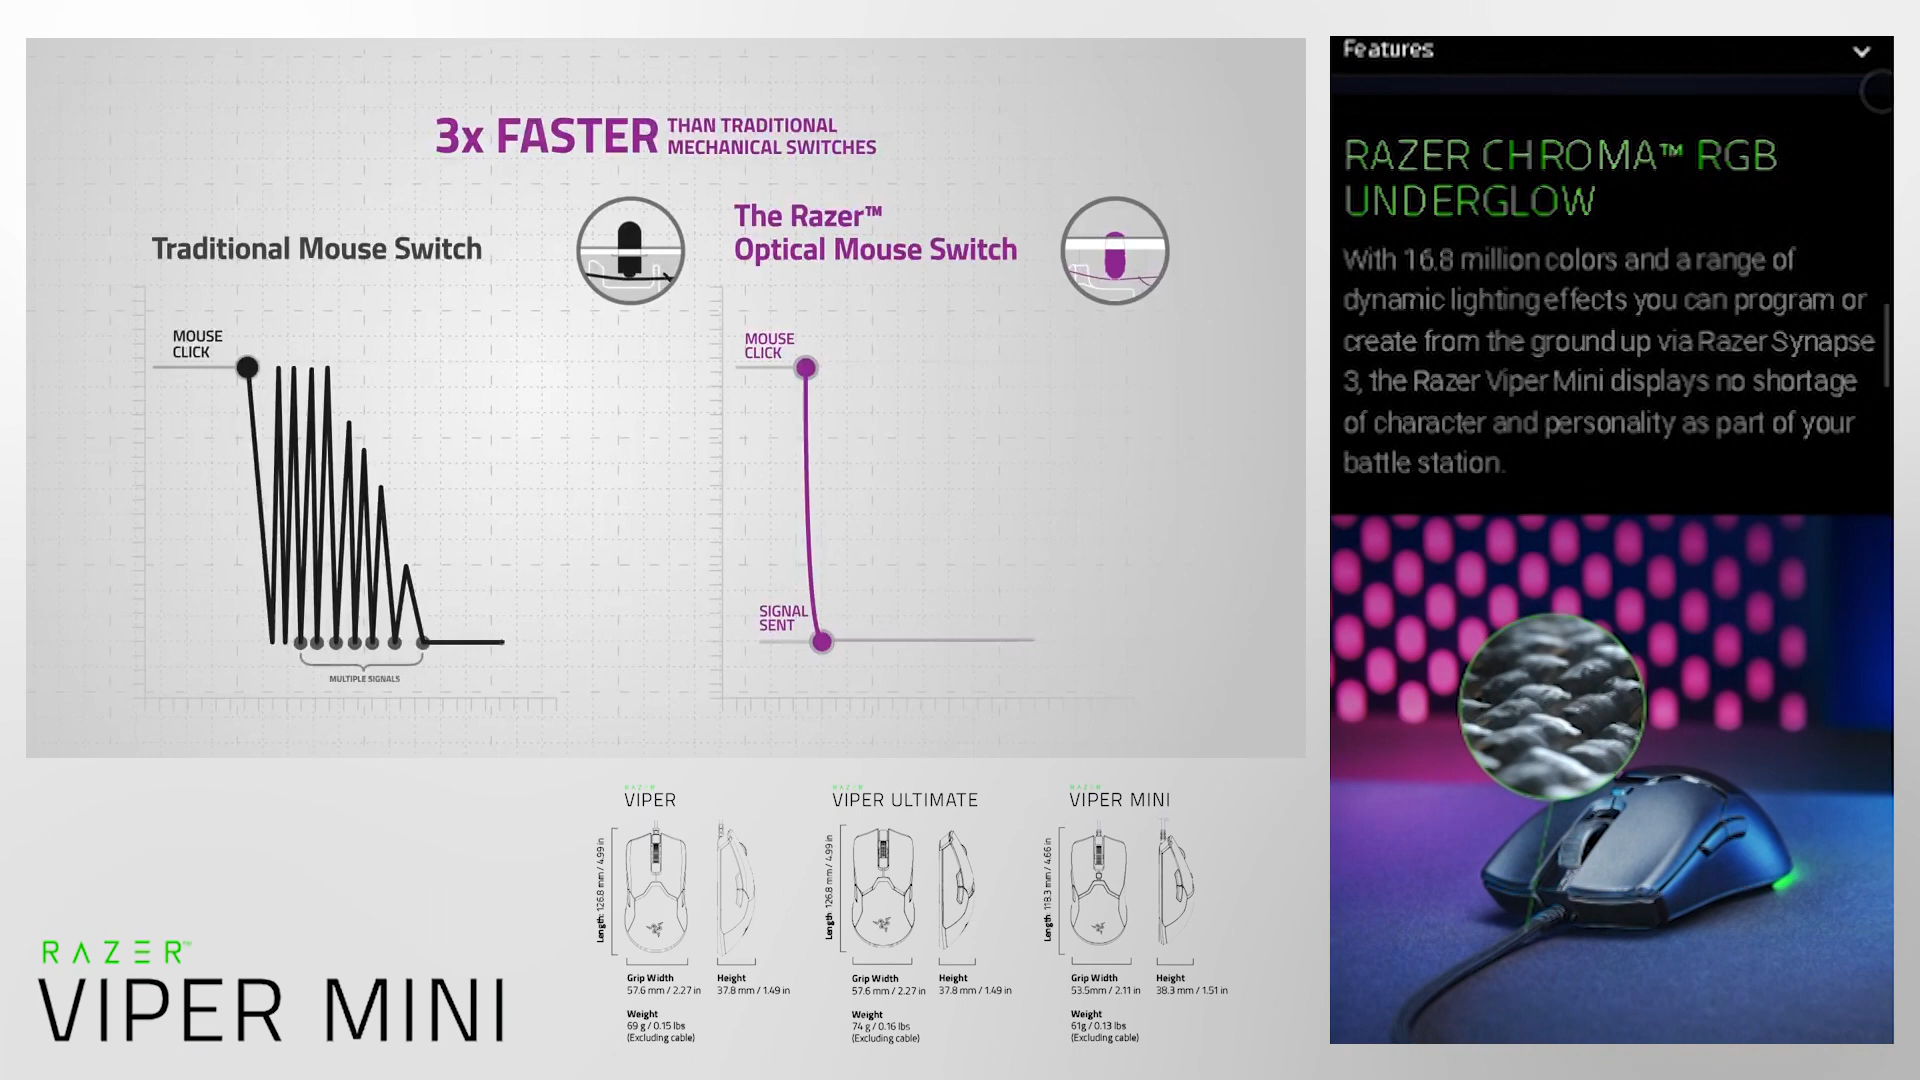 3x FASTER THAN TRADITIONAL
MECHANICAL SWITCHES
Traditional Mouse Switch
The Razer™
Optical Mouse Switch
MOUSE
CLICK
MULTIPLE SIGNALS
MOUSE
CLICK
SIGNAL
SENT
RAZER
VIPER
Length: 126.8 mm / 4.99 in
Grip Width
57.6 mm / 2.27 in
Height
37.8 mm / 1.49 in
Weight
69 g / 0.15 lbs
(Excluding cable)
RAZER
VIPER ULTIMATE
Length: 126.8 mm / 4.99 in
Grip Width
57.6 mm / 2.27 in
Height
37.8 mm / 1.49 in
Weight
74 g / 0.16 lbs
(Excluding cable)
RAZER
VIPER MINI
Length: 118.3 mm / 4.66 in
Grip Width
53.5mm / 2.11 in
Height
38.3 mm / 1.51 in
Weight
61g / 0.13 lbs
(Excluding cable)
RAZER™
VIPER MINI
Features
RAZER CHROMA™ RGB
UNDERGLOW
With 16.8 million colors and a range of
dynamic lighting effects you can program or
create from the ground up via Razer Synapse
3, the Razer Viper Mini displays no shortage
of character and personality as part of your
battle station.